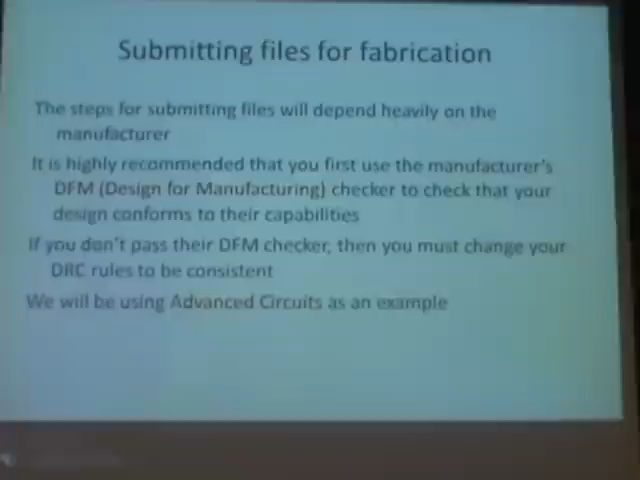 Submitting files for fabrication
The steps for submitting files will depend heavily on the
manufacturer
It is highly recommended that you first use the manufacturer's
DFM (Design for Manufacturing) checker to check that your
design conforms to their capabilities
If you don't pass their DFM checker, then you must change your
DRC rules to be consistent
We will be using Advanced Circuits as an example